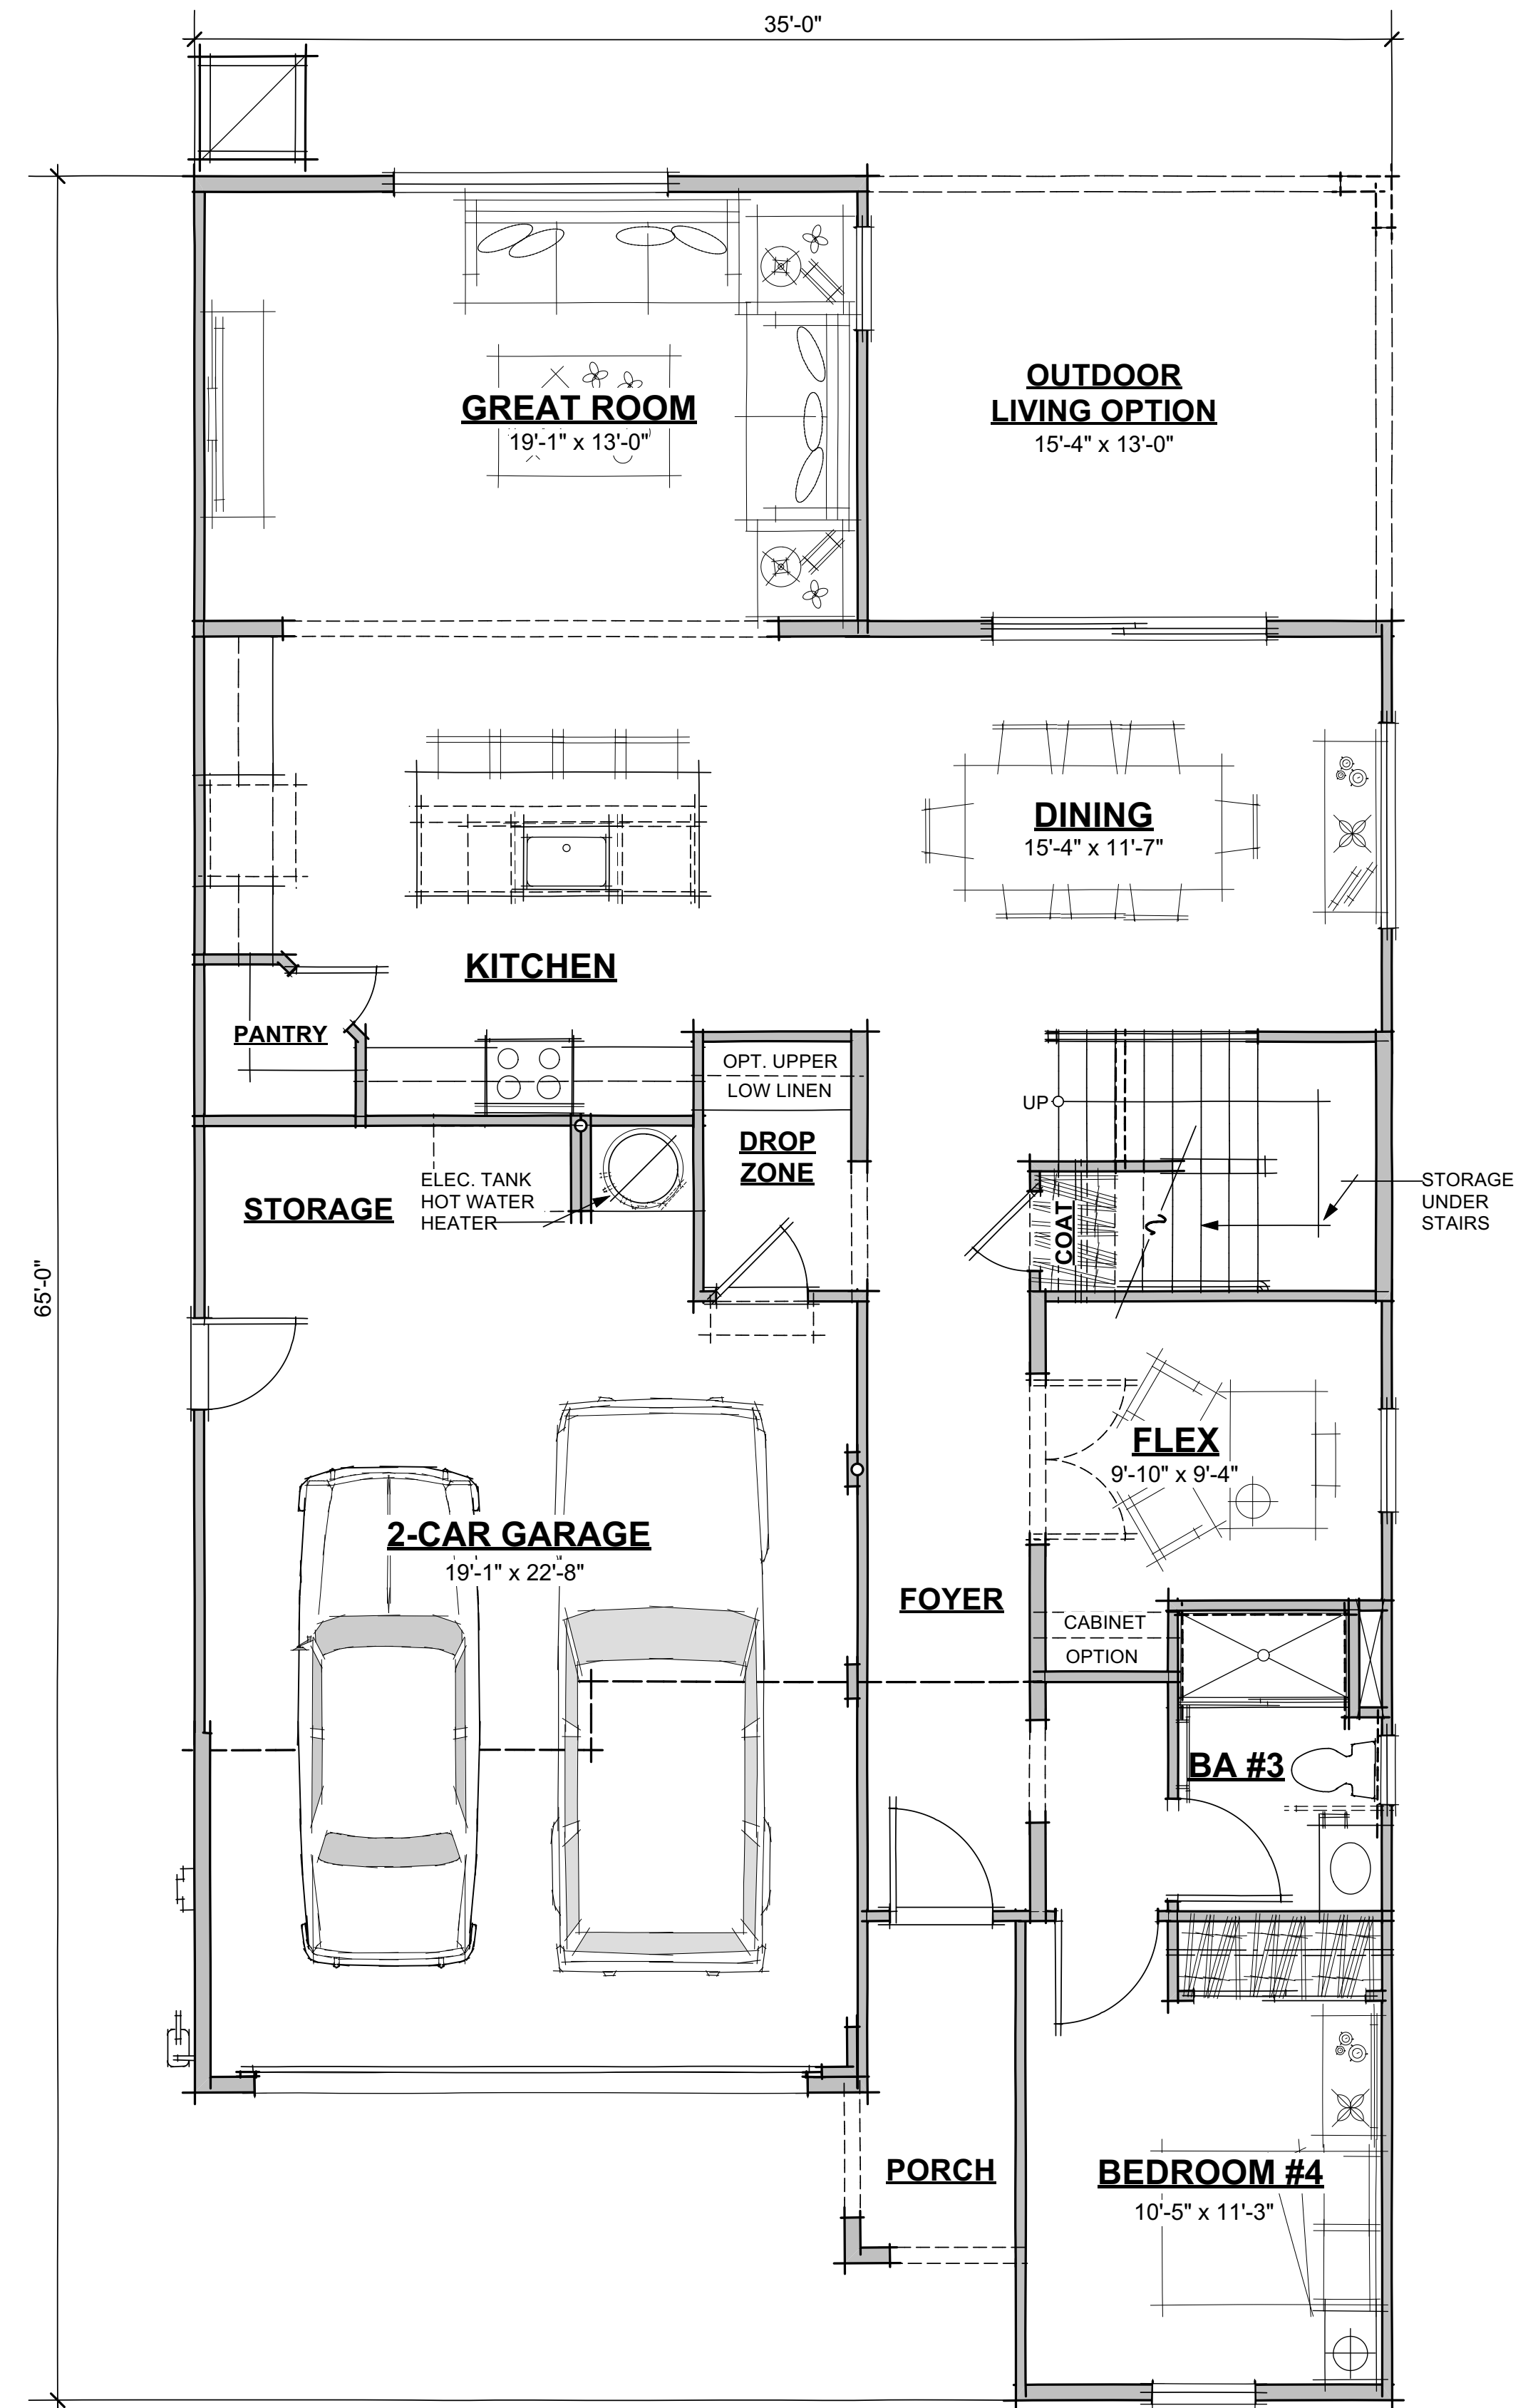 35'-0"
GREAT ROOM
19'-1" x 13'-0"
OUTDOOR
LIVING OPTION
15'-4" x 13'-0"
DINING
15'-4" x 11'-7"
KITCHEN
PANTRY
OPT. UPPER
LOW LINEN
DROP
ZONE
UP
STORAGE
ELEC. TANK
HOT WATER
HEATER
COAT
STORAGE
UNDER
STAIRS
65'-0"
FLEX
9'-10" x 9'-4"
2-CAR GARAGE
19'-1" x 22'-8"
FOYER
CABINET
OPTION
BA #3
PORCH
BEDROOM #4
10'-5" x 11'-3"